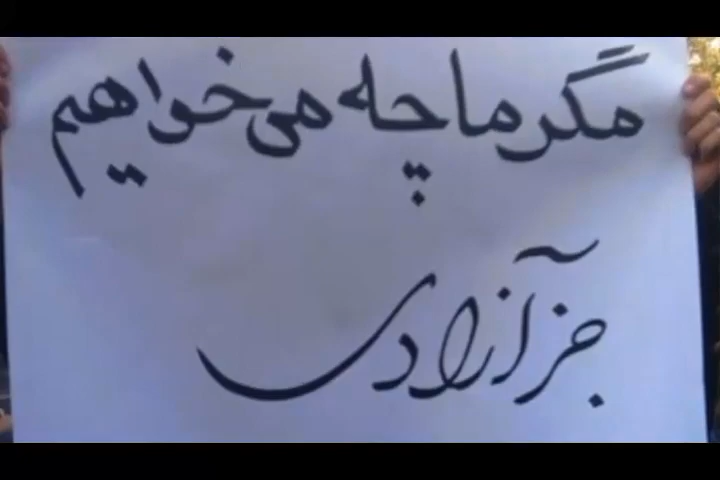 مگر ما چه می خواهیم
جز آزادی